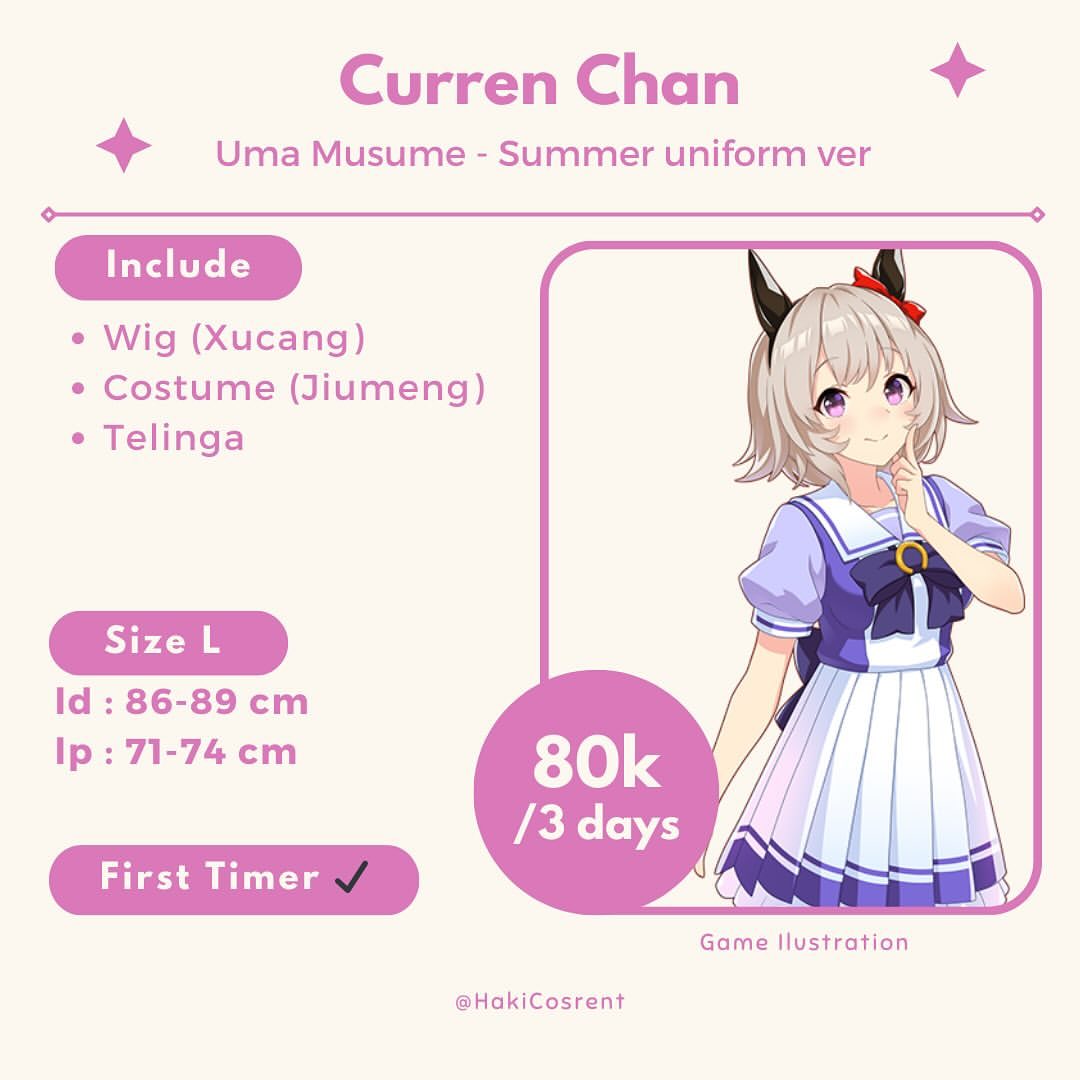 Curren Chan
Uma Musume - Summer uniform ver
Include
• Wig (Xucang)
• Costume (Jiumeng)
• Telinga
Size L
ld : 86-89 cm
lp : 71-74 cm
First Timer ✓
80k
/3 days
Game Ilustration
@HakiCosrent